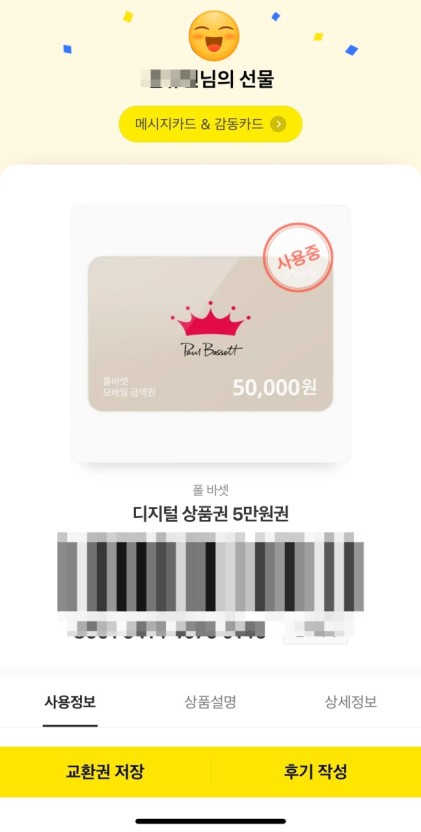 님의 선물
메시지카드 & 감동카드
사용중
Paul Bassett
폴바셋
모바일 금액권
50,000원
폴 바셋
디지털 상품권 5만원권
사용정보
상품설명
상세정보
교환권 저장
후기 작성